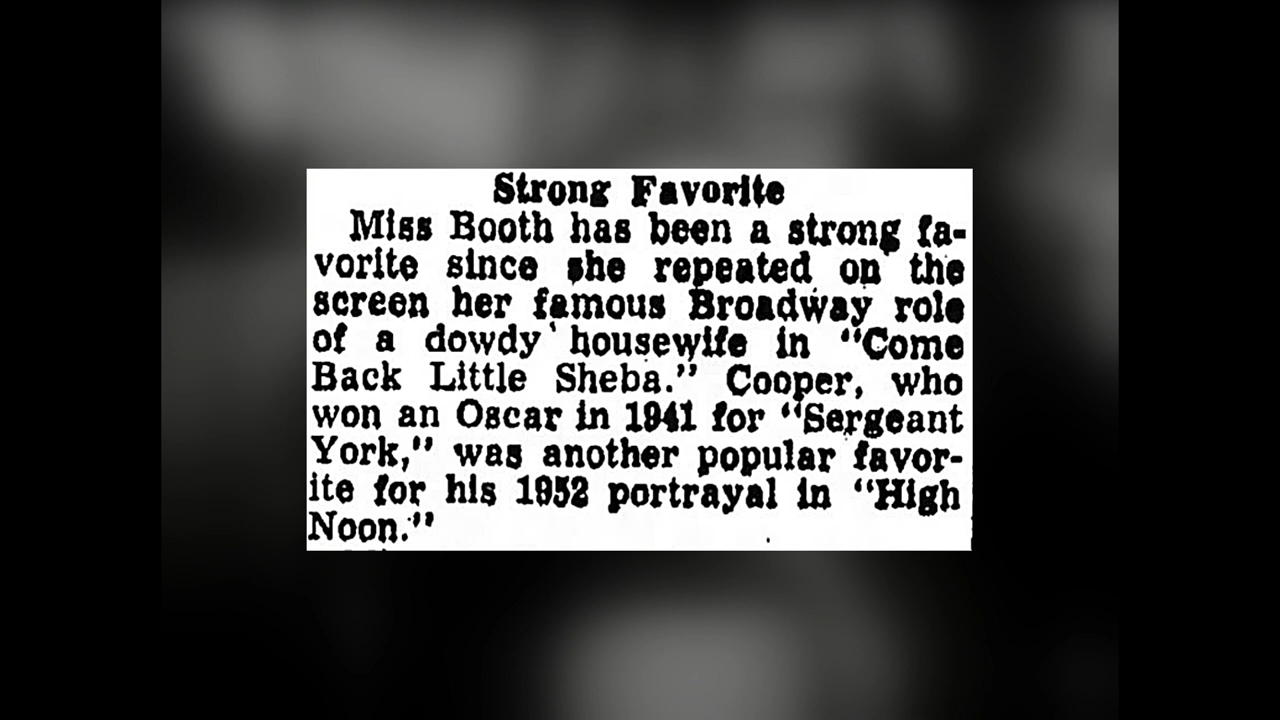 Strong Favorite
Miss Booth has been a strong fa-
vorite since she repeated on the
screen her famous Broadway role
of a dowdy housewife in "Come
Back Little Sheba." Cooper, who
won an Oscar in 1941 for "Sergeant
York," was another popular favor-
ite for his 1952 portrayal in "High
Noon."